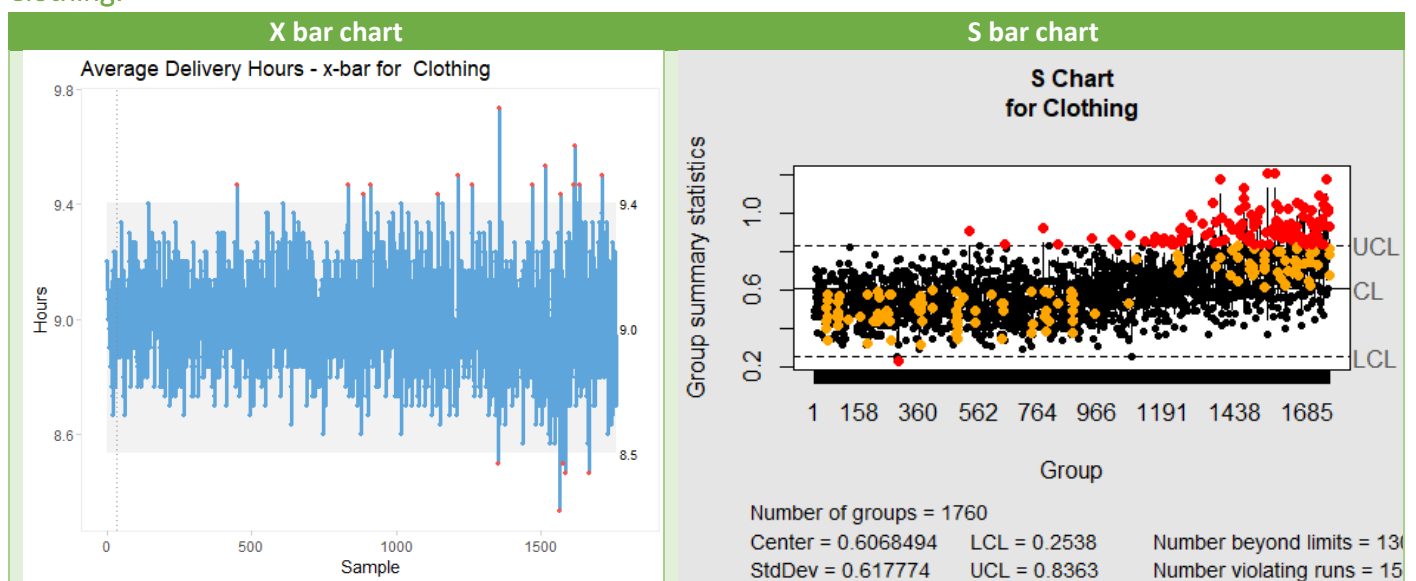 X bar chart
S bar chart
Average Delivery Hours - x-bar for Clothing
9.8
9.4
9.0
8.6
Hours
9.4
9.0
8.5
0
500
1000
1500
Sample
S Chart
for Clothing
Group summary statistics
1.0
0.6
0.2
UCL
CL
LCL
1 158 360 562 764 966 1191 1438 1685
Group
Number of groups = 1760
Center = 0.6068494 LCL = 0.2538 Number beyond limits =
StdDev = 0.617774 UCL = 0.8363 Number violating runs =